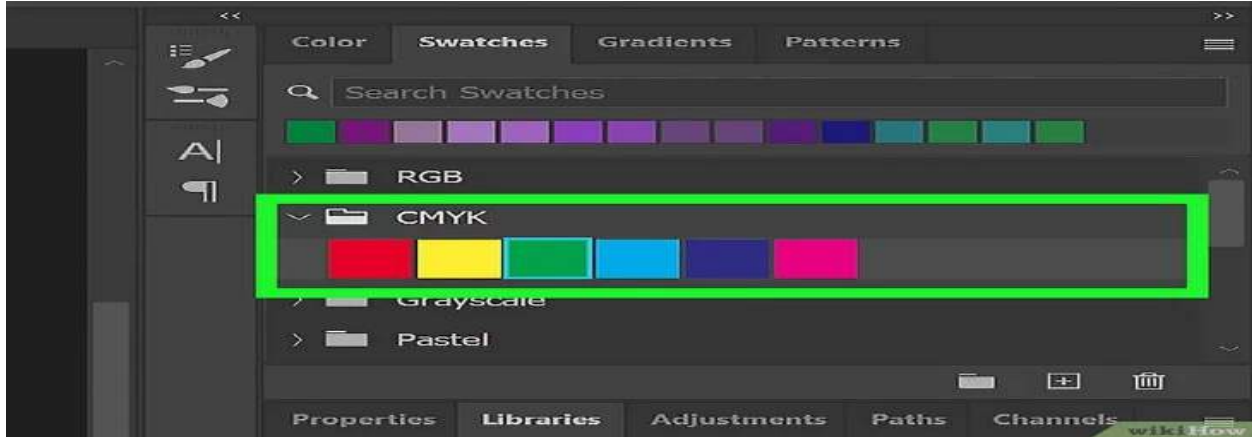 << >>
Color Swatches Gradients Patterns
Search Swatches
A|
RGB
CMYK
Grayscale
Pastel
Properties Libraries Adjustments Paths Channels
wikiHow